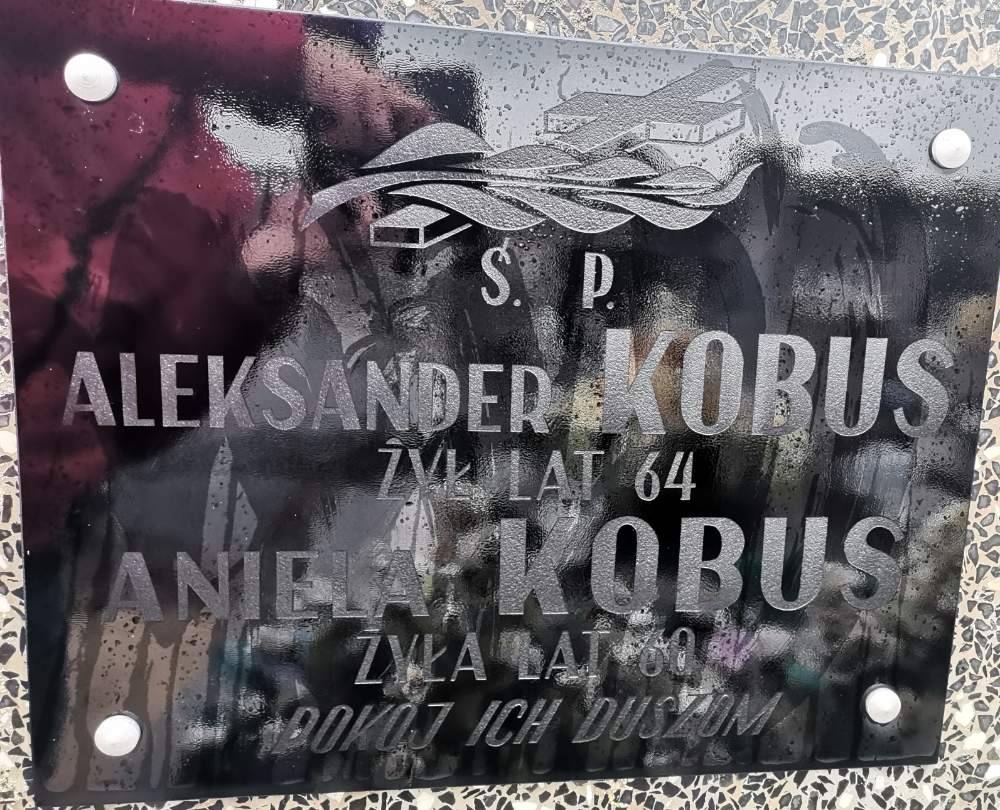 Ś. P.
ALEKSANDER KOBUS
ŻYŁ LAT 64
ANIELA KOBUS
ŻYŁA LAT 60
POKÓJ ICH DUSZOM